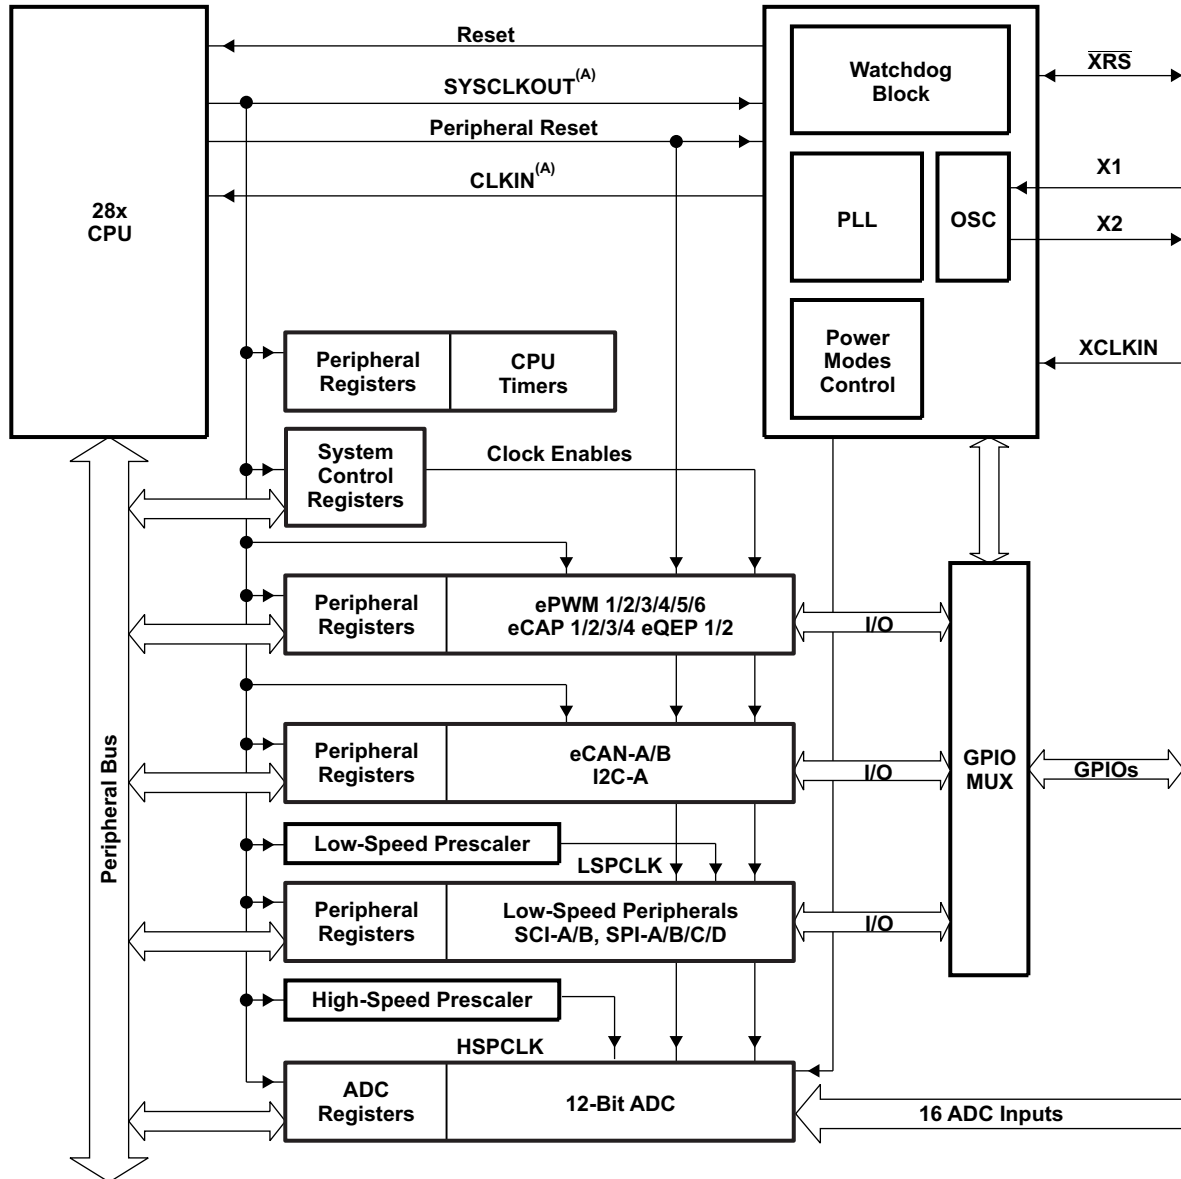 Reset
SYSCLKOUT(A)
Peripheral Reset
CLKIN(A)
28x
CPU
Watchdog
Block
PLL
OSC
Power
Modes
Control
XRS
X1
X2
XCLKIN
Peripheral
Registers
CPU
Timers
System
Control
Registers
Clock Enables
Peripheral
Registers
ePWM 1/2/3/4/5/6
eCAP 1/2/3/4 eQEP 1/2
I/O
Peripheral Bus
Peripheral
Registers
eCAN-A/B
I2C-A
I/O
GPIO
MUX
GPIOs
Low-Speed Prescaler
LSPCLK
Peripheral
Registers
Low-Speed Peripherals
SCI-A/B, SPI-A/B/C/D
I/O
High-Speed Prescaler
HSPCLK
ADC
Registers
12-Bit ADC
16 ADC Inputs